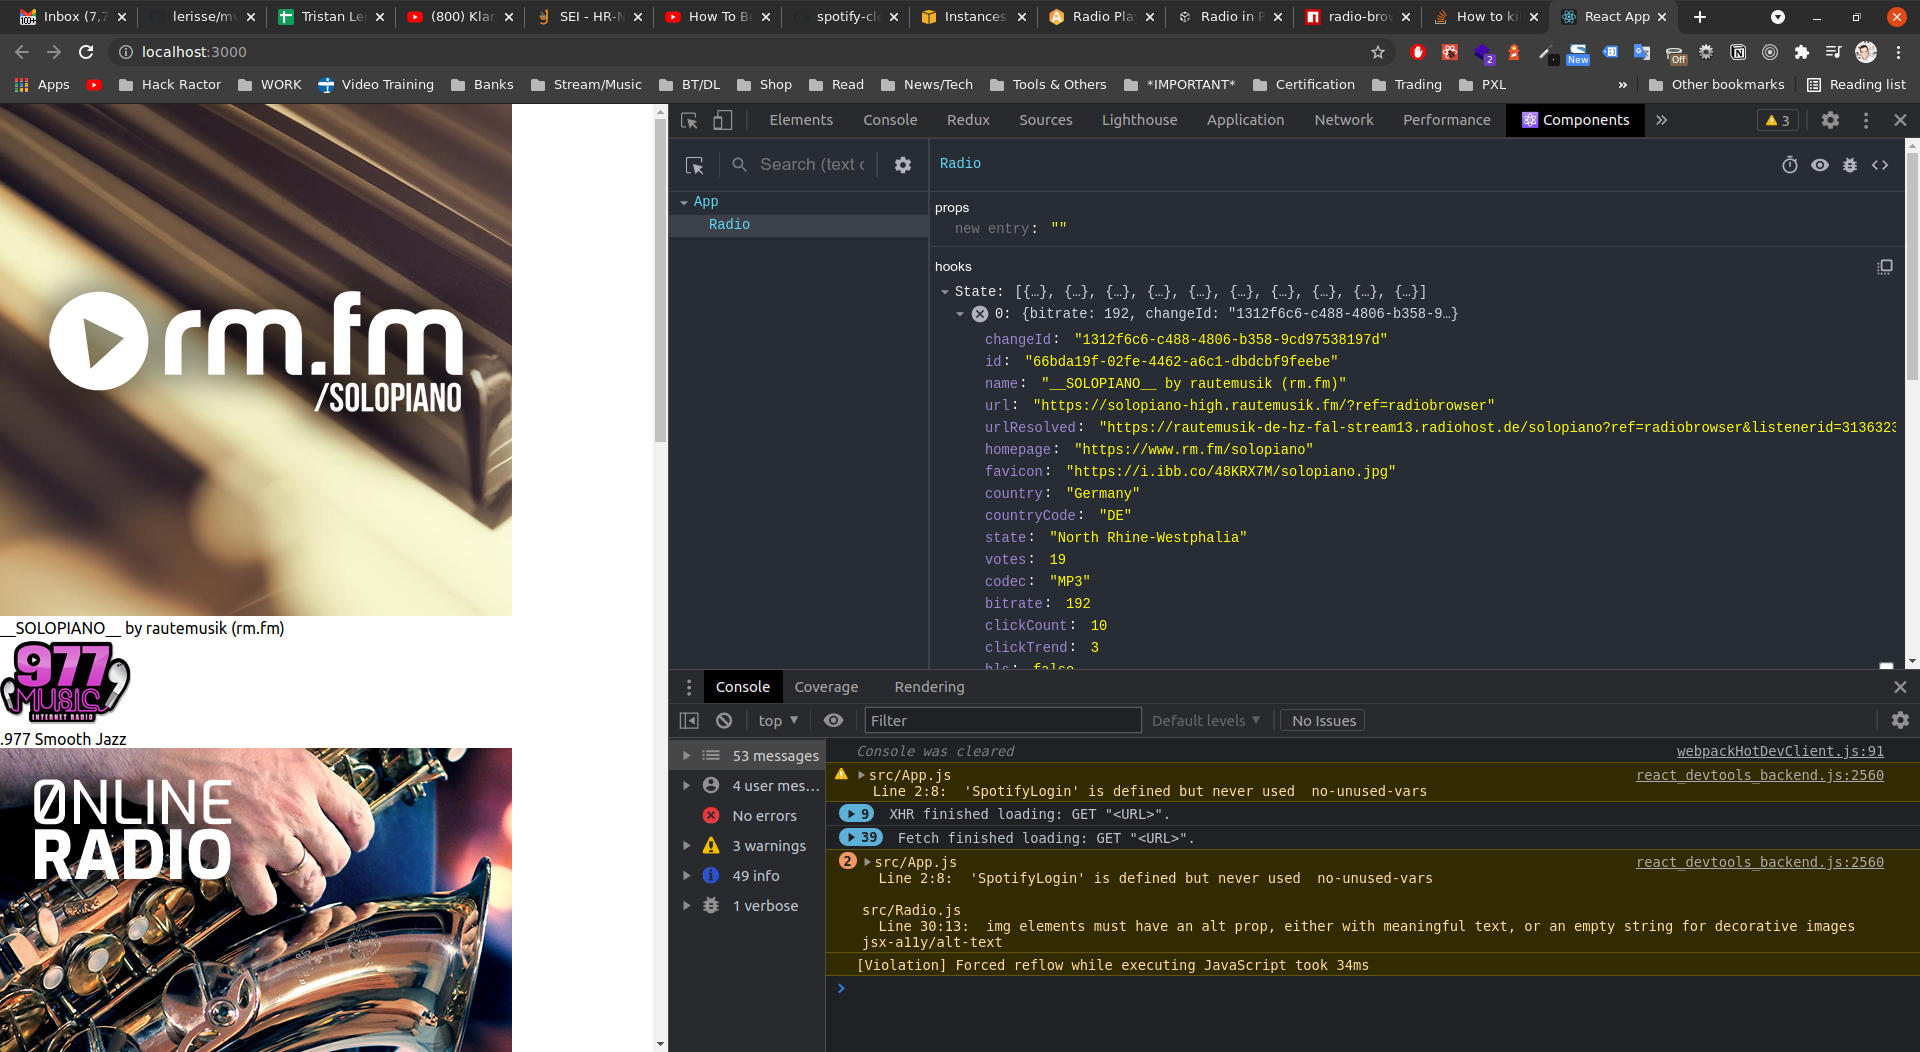 Inbox (7,7
lerisse/mv
Tristan Le
(800) Klar
SEI - HR-N
How To B
spotify-clo
Instances
Radio Pla
Radio in R
radio-brow
How to kil
React App
localhost:3000
2
New
Off
Apps
Hack Ractor
WORK
Video Training
Banks
Stream/Music
BT/DL
Shop
Read
News/Tech
Tools & Others
*IMPORTANT*
Certification
Trading
PXL
»
Other bookmarks
Reading list
rm.fm
/SOLOPIANO
__SOLOPIANO__ by rautemusik (rm.fm)
977
MUSIC
INTERNET RADIO
.977 Smooth Jazz
ONLINE
RADIO
Elements
Console
Redux
Sources
Lighthouse
Application
Network
Performance
Components
»
3
Search (text o
App
Radio
Radio
props
new entry: ""
hooks
State: [{…}, {…}, {…}, {…}, {…}, {…}, {…}, {…}, {…}, {…}]
0: {bitrate: 192, changeId: "1312f6c6-c488-4806-b358-9…}
changeId: "1312f6c6-c488-4806-b358-9cd97538197d"
id: "66bda19f-02fe-4462-a6c1-dbdcbf9feebe"
name: "__SOLOPIANO__ by rautemusik (rm.fm)"
url: "https://solopiano-high.rautemusik.fm/?ref=radiobrowser"
urlResolved: "https://rautemusik-de-hz-fal-stream13.radiohost.de/solopiano?ref=radiobrowser&listenerid=3136323
homepage: "https://www.rm.fm/solopiano"
favicon: "https://i.ibb.co/48KRX7M/solopiano.jpg"
country: "Germany"
countryCode: "DE"
state: "North Rhine-Westphalia"
votes: 19
codec: "MP3"
bitrate: 192
clickCount: 10
clickTrend: 3
hls: false
Console
Coverage
Rendering
top ▼
Filter
Default levels ▼
No Issues
53 messages
4 user mes…
No errors
3 warnings
49 info
1 verbose
Console was cleared
webpackHotDevClient.js:91
src/App.js
react_devtools_backend.js:2560
Line 2:8:  'SpotifyLogin' is defined but never used  no-unused-vars
9 XHR finished loading: GET "<URL>".
39 Fetch finished loading: GET "<URL>".
2 src/App.js
react_devtools_backend.js:2560
Line 2:8:  'SpotifyLogin' is defined but never used  no-unused-vars
src/Radio.js
Line 30:13:  img elements must have an alt prop, either with meaningful text, or an empty string for decorative images
jsx-a11y/alt-text
[Violation] Forced reflow while executing JavaScript took 34ms